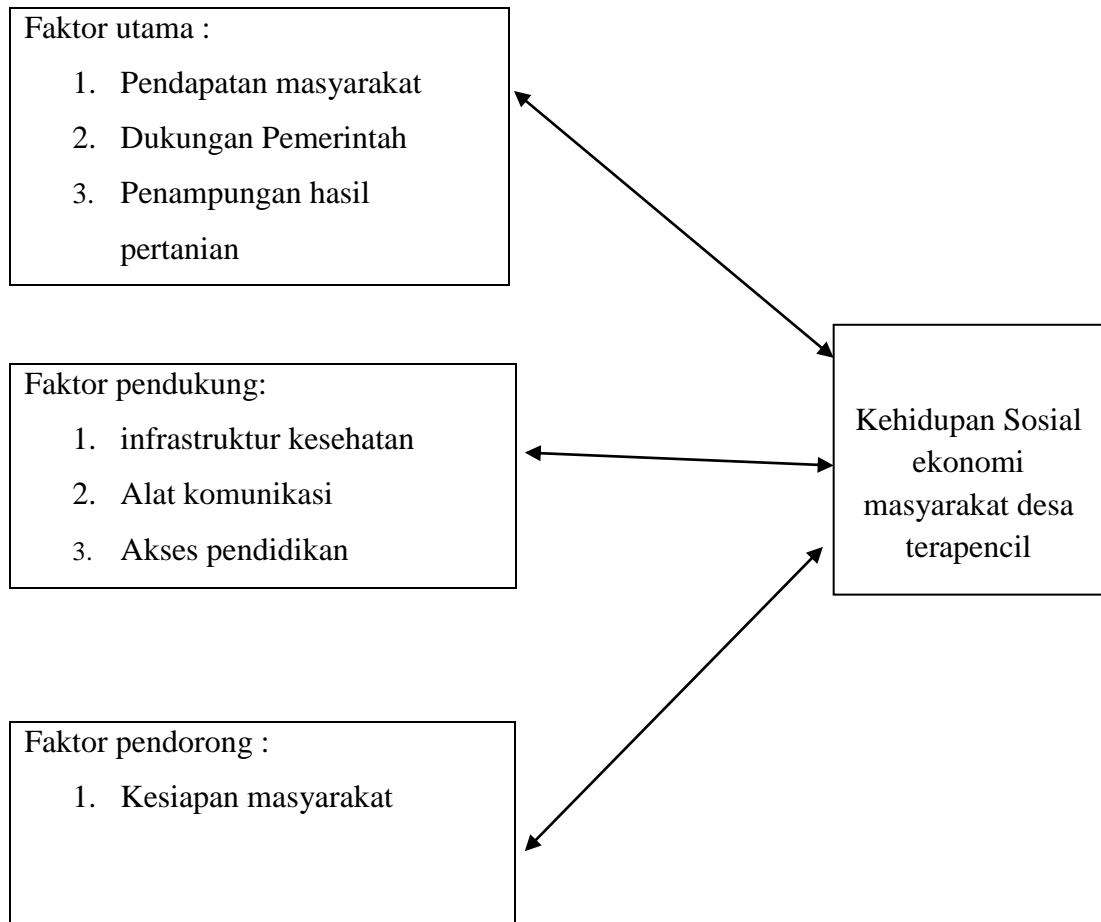 Faktor utama :
1. Pendapatan masyarakat
2. Dukungan Pemerintah
3. Penampungan hasil
pertanian
Faktor pendukung:
1. infrastruktur kesehatan
2. Alat komunikasi
3. Akses pendidikan
Kehidupan Sosial
ekonomi
masyarakat desa
terapencil
Faktor pendorong :
1. Kesiapan masyarakat